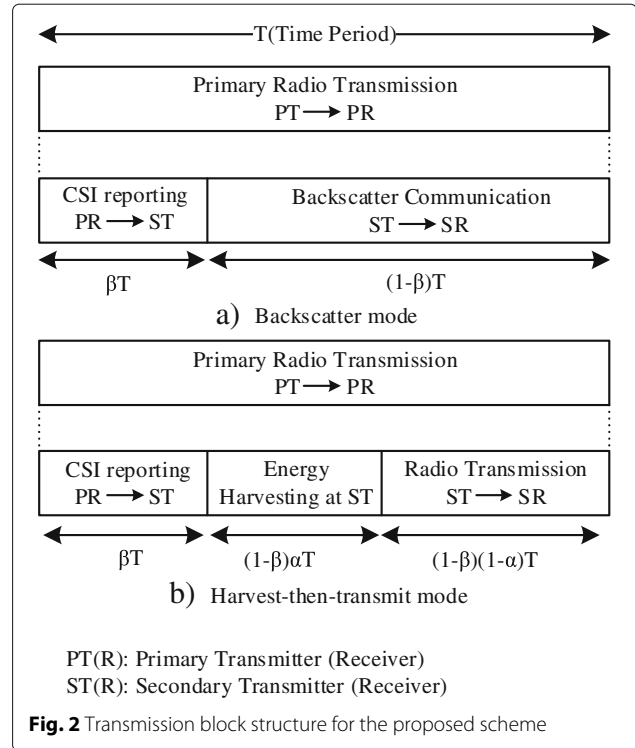 T(Time Period)
Primary Radio Transmission
PT → PR
CSI reporting
PR → ST
Backscatter Communication
ST → SR
βT
(1-β)T
a) Backscatter mode
Primary Radio Transmission
PT → PR
CSI reporting
PR → ST
Energy
Harvesting at ST
Radio Transmission
ST → SR
βT
(1-β)αT
(1-β)(1-α)T
b) Harvest-then-transmit mode
PT(R): Primary Transmitter (Receiver)
ST(R): Secondary Transmitter (Receiver)
Fig. 2 Transmission block structure for the proposed scheme